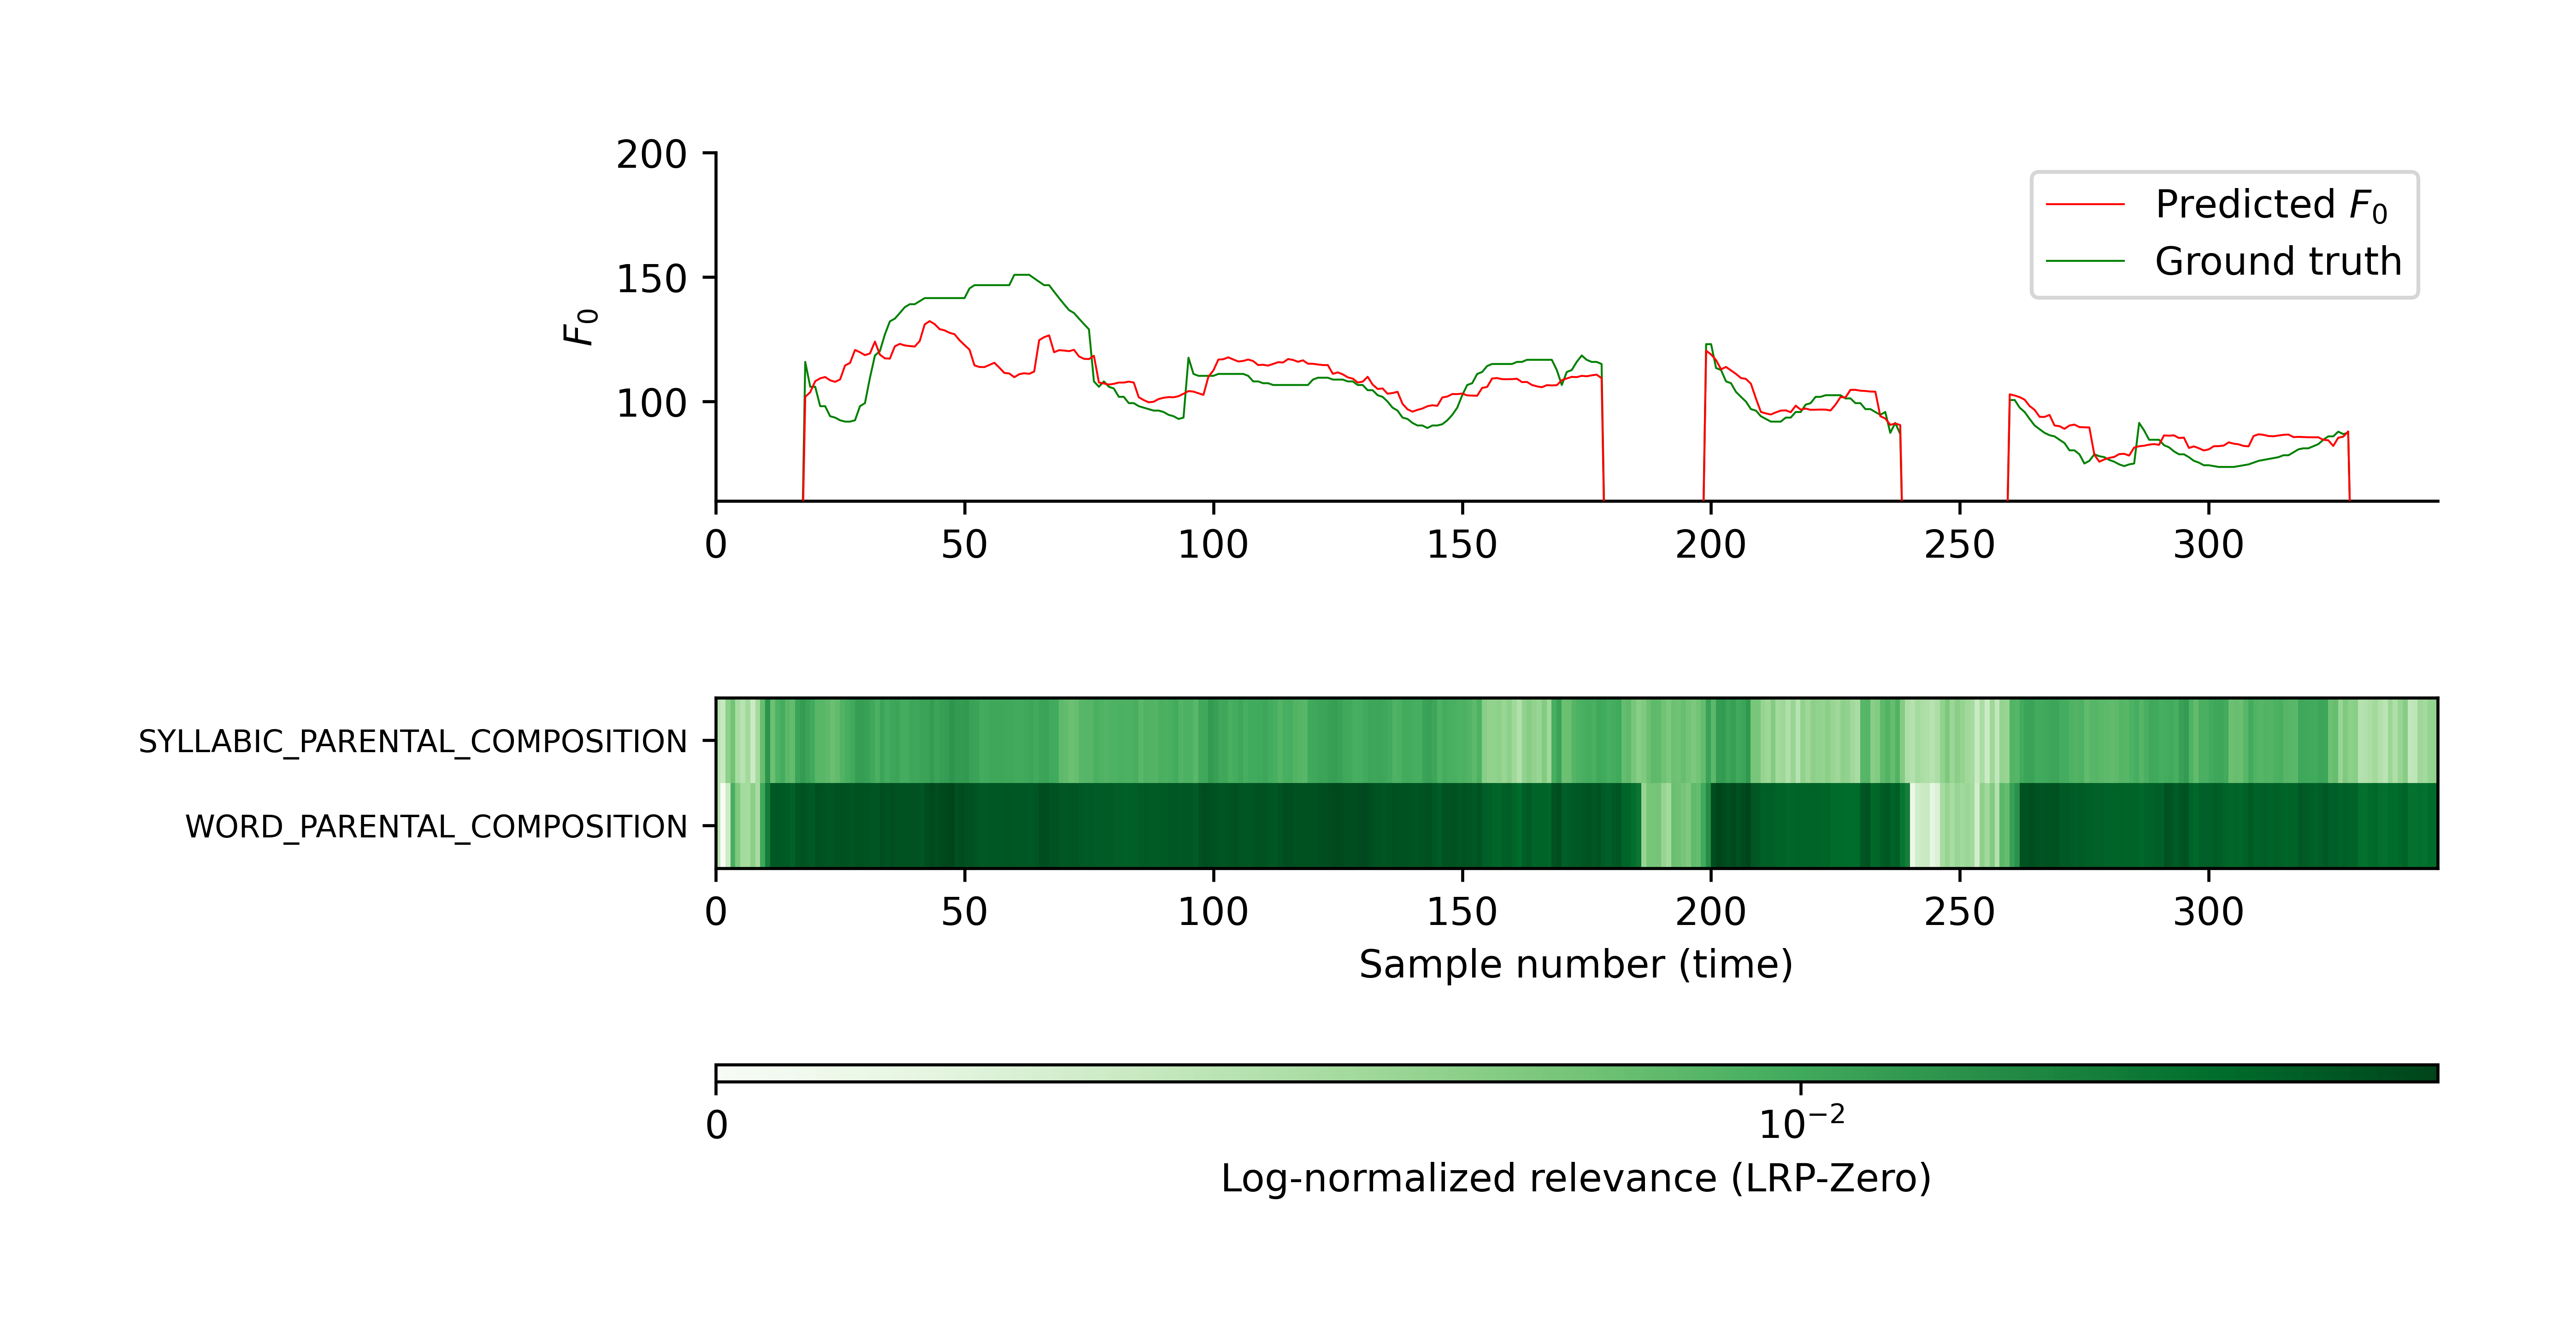 200
150
100
F₀
Predicted F₀
Ground truth
0 50 100 150 200 250 300
SYLLABIC_PARENTAL_COMPOSITION
WORD_PARENTAL_COMPOSITION
0 50 100 150 200 250 300
Sample number (time)
0 10⁻²
Log-normalized relevance (LRP-Zero)